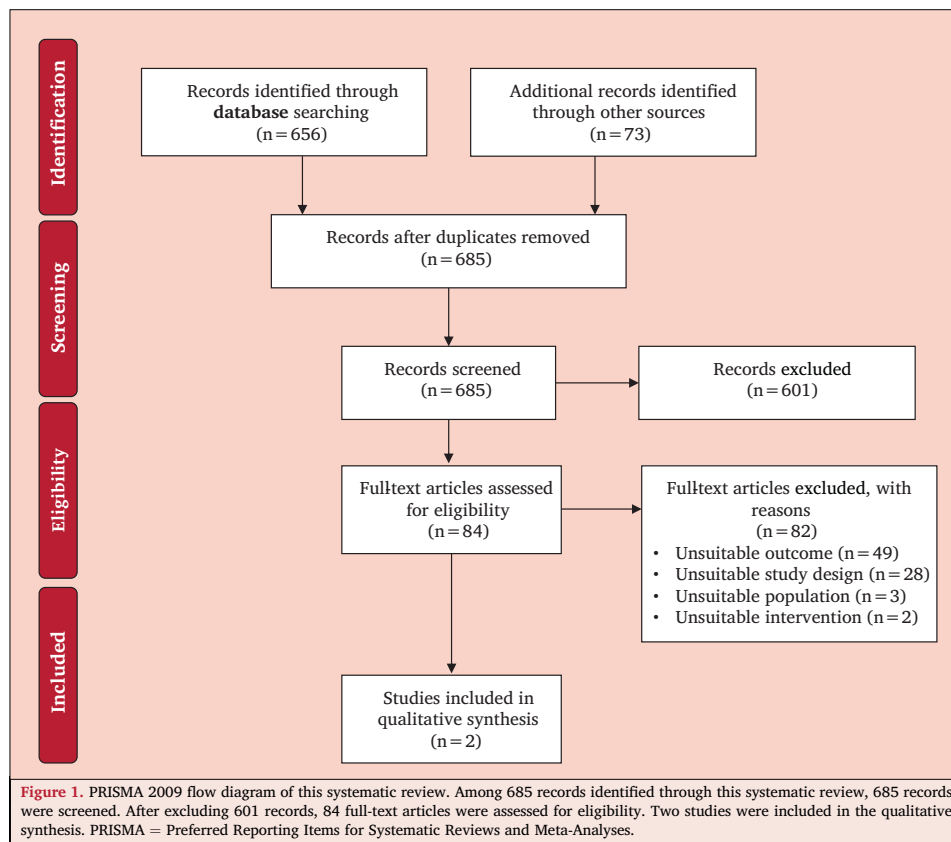 Identification
Records identified through
database searching
(n=656)
Additional records identified
through other sources
(n=73)
Records after duplicates removed
(n=685)
Screening
Records screened
(n=685)
Records excluded
(n=601)
Eligibility
Full-text articles assessed
for eligibility
(n=84)
Full-text articles excluded, with
reasons
(n=82)
• Unsuitable outcome (n=49)
• Unsuitable study design (n=28)
• Unsuitable population (n=3)
• Unsuitable intervention (n=2)
Included
Studies included in
qualitative synthesis
(n=2)
Figure 1. PRISMA 2009 flow diagram of this systematic review. Among 685 records identified through this systematic review, 685 records
were screened. After excluding 601 records, 84 full-text articles were assessed for eligibility. Two studies were included in the qualitative
synthesis. PRISMA = Preferred Reporting Items for Systematic Reviews and Meta-Analyses.